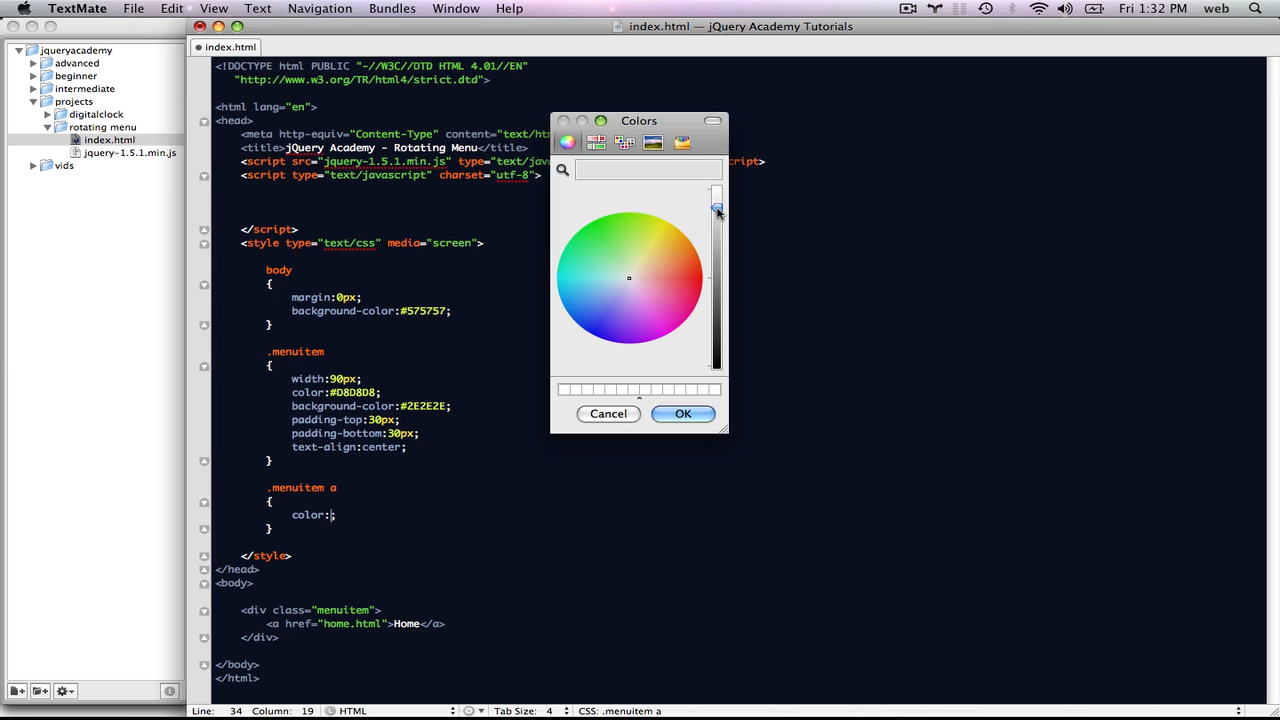 TextMate File Edit View Text Navigation Bundles Window Help Fri 1:32 PM web
index.html — jQuery Academy Tutorials
index.html
jqueryacademy
advanced
beginner
intermediate
projects
digitalclock
rotating menu
index.html
jquery-1.5.1.min.js
vids
<!DOCTYPE html PUBLIC "-//W3C//DTD HTML 4.01//EN"
"http://www.w3.org/TR/html4/strict.dtd">
<html lang="en">
<head>
<meta http-equiv="Content-Type" content="text/ht
<title>jQuery Academy - Rotating Menu</title>
<script src="jquery-1.5.1.min.js" type="text/jav cript>
<script type="text/javascript" charset="utf-8">
</script>
<style type="text/css" media="screen">
body
{
margin:0px;
background-color:#575757;
}
.menuitem
{
width:90px;
color:#D8D8D8;
background-color:#2E2E2E;
padding-top:30px;
padding-bottom:30px;
text-align:center;
}
.menuitem a
{
color:;
}
</style>
</head>
<body>
<div class="menuitem">
<a href="home.html">Home</a>
</div>
</body>
</html>
Colors
Cancel OK
Line: 34 Column: 19 L HTML Tab Size: 4 CSS: .menuitem a